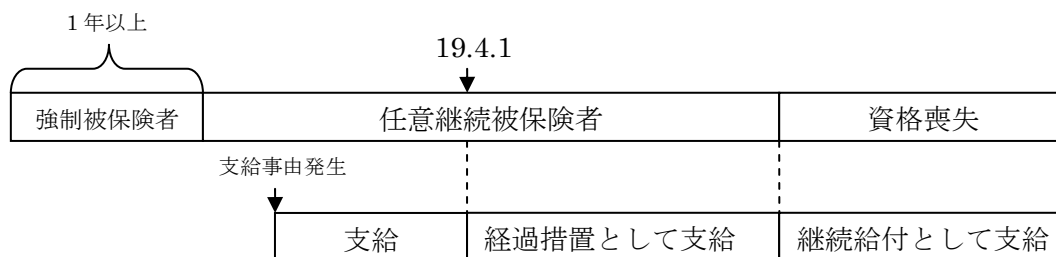 １年以上
19.4.1
強制被保険者 任意継続被保険者 資格喪失
支給事由発生
支給 経過措置として支給 継続給付として支給